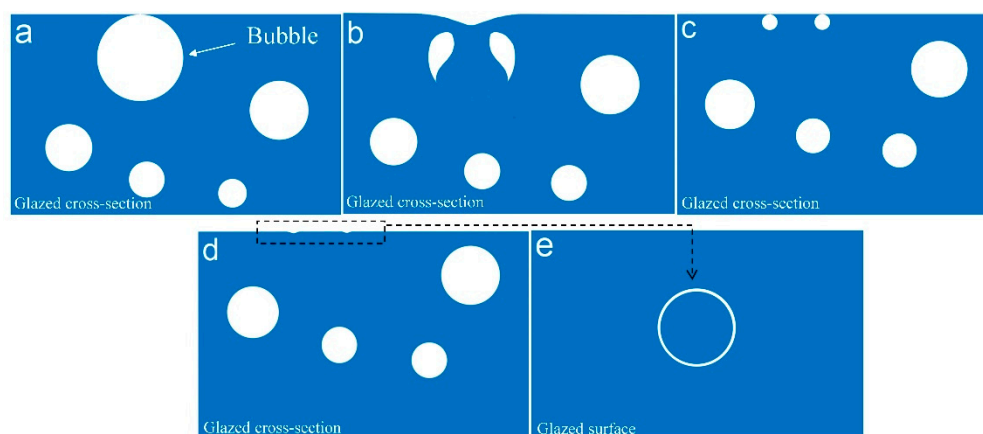 a
Bubble
Glazed cross-section
b
Glazed cross-section
c
Glazed cross-section
d
Glazed cross-section
e
Glazed surface